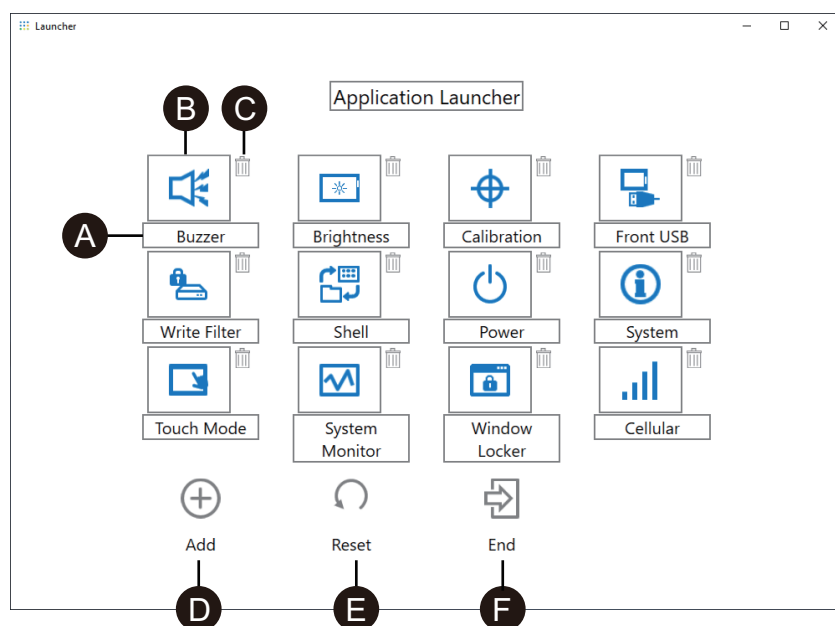 Launcher
Application Launcher
B C
A
Buzzer Brightness Calibration Front USB
Write Filter Shell Power System
Touch Mode System Monitor Window Locker Cellular
Add Reset End
D E F